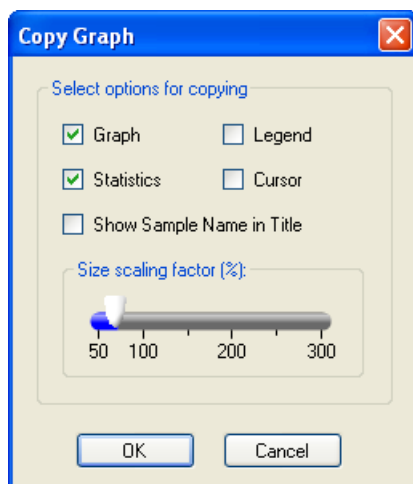 Copy Graph
Select options for copying
Graph Legend
Statistics Cursor
Show Sample Name in Title
Size scaling factor (%):
50 100 200 300
OK Cancel